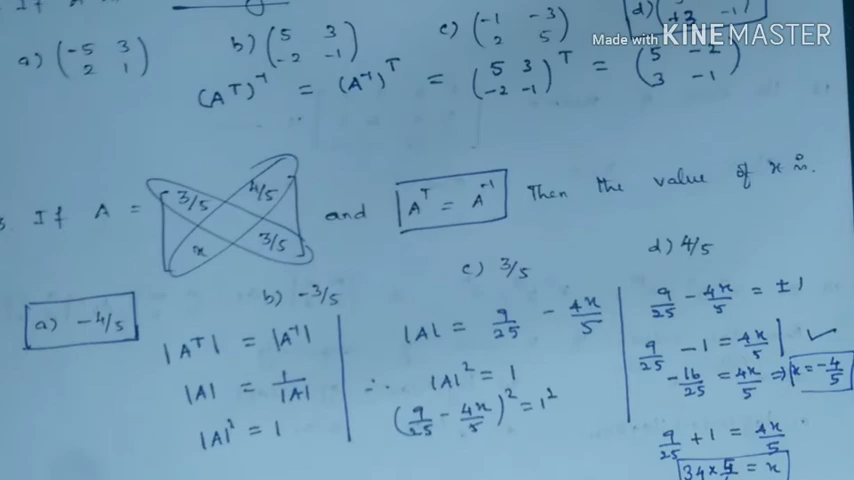 If A
a) (-5 3 2 1) b) (5 3 -2 -1) c) (-1 -3 2 5) d) ( +3 -1)
Made with KINEMASTER
(A^T)^-1 = (A^-1)^T = (5 3 -2 -1)^T = (5 -2 3 -1)
3. If A = [3/5 4/5 x 3/5] and A^T = A^-1 Then the value of x is.
a) -4/5 b) -3/5 c) 3/5 d) 4/5
|A^T| = |A^-1|
|A| = 1/|A|
|A|^2 = 1
|A| = 9/25 - 4x/5
∴ |A|^2 = 1
(9/25 - 4x/5)^2 = 1^2
9/25 - 4x/5 = ±1
9/25 - 1 = 4x/5 ✓
-16/25 = 4x/5 ⇒ x = -4/5
9/25 + 1 = 4x/5
= x